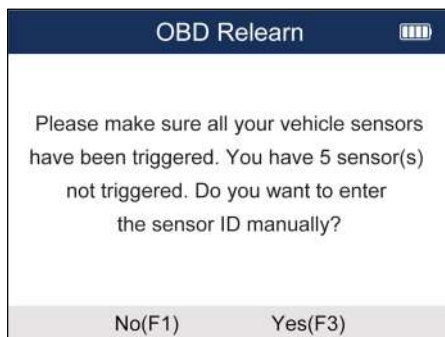 OBD Relearn
Please make sure all your vehicle sensors
have been triggered. You have 5 sensor(s)
not triggered. Do you want to enter
the sensor ID manually?
No(F1) Yes(F3)